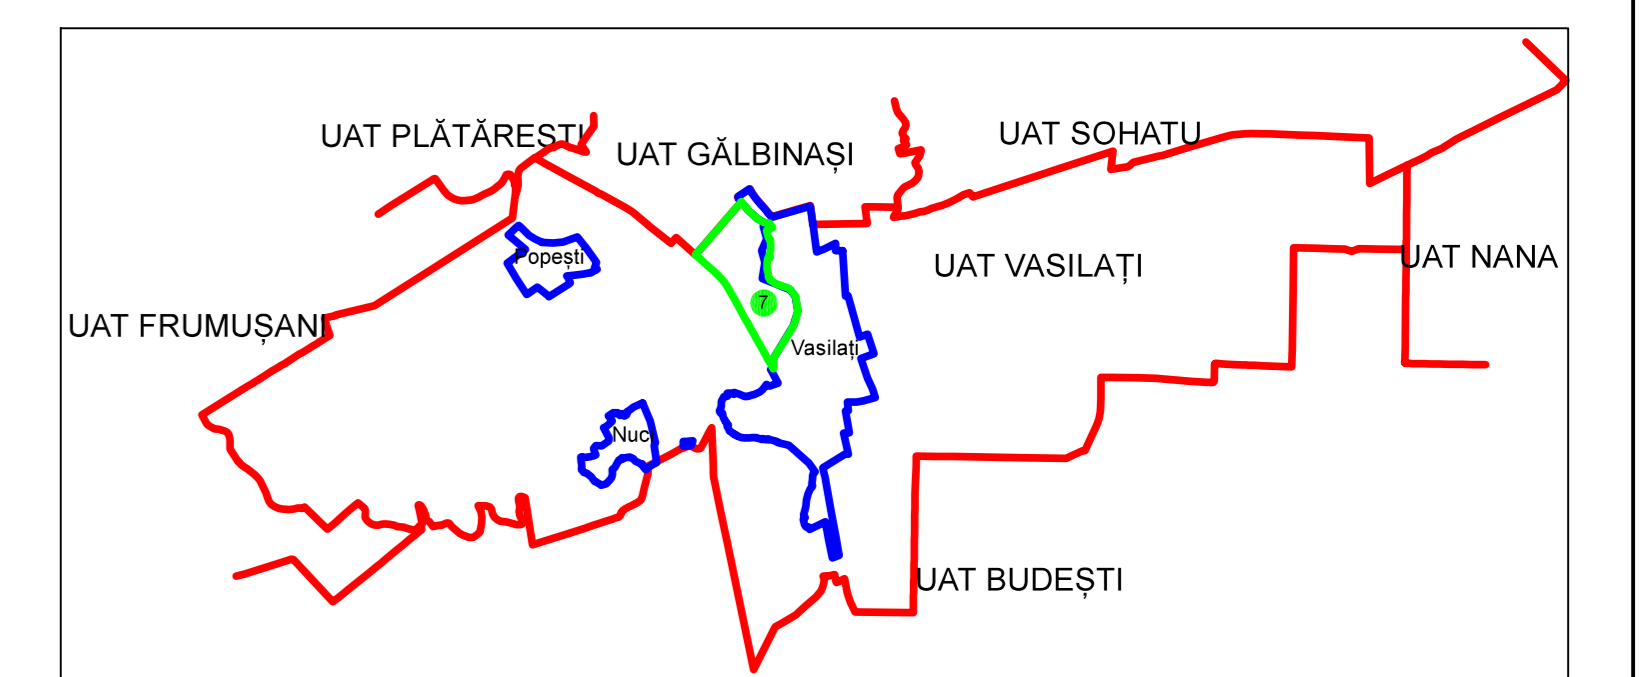 UAT PLĂTĂREȘTI
UAT GĂLBINAȘI
UAT SOHATU
UAT NANA
UAT VASILAȚI
Popești
7
UAT FRUMUȘANI
Vasilați
Nuci
UAT BUDEȘTI